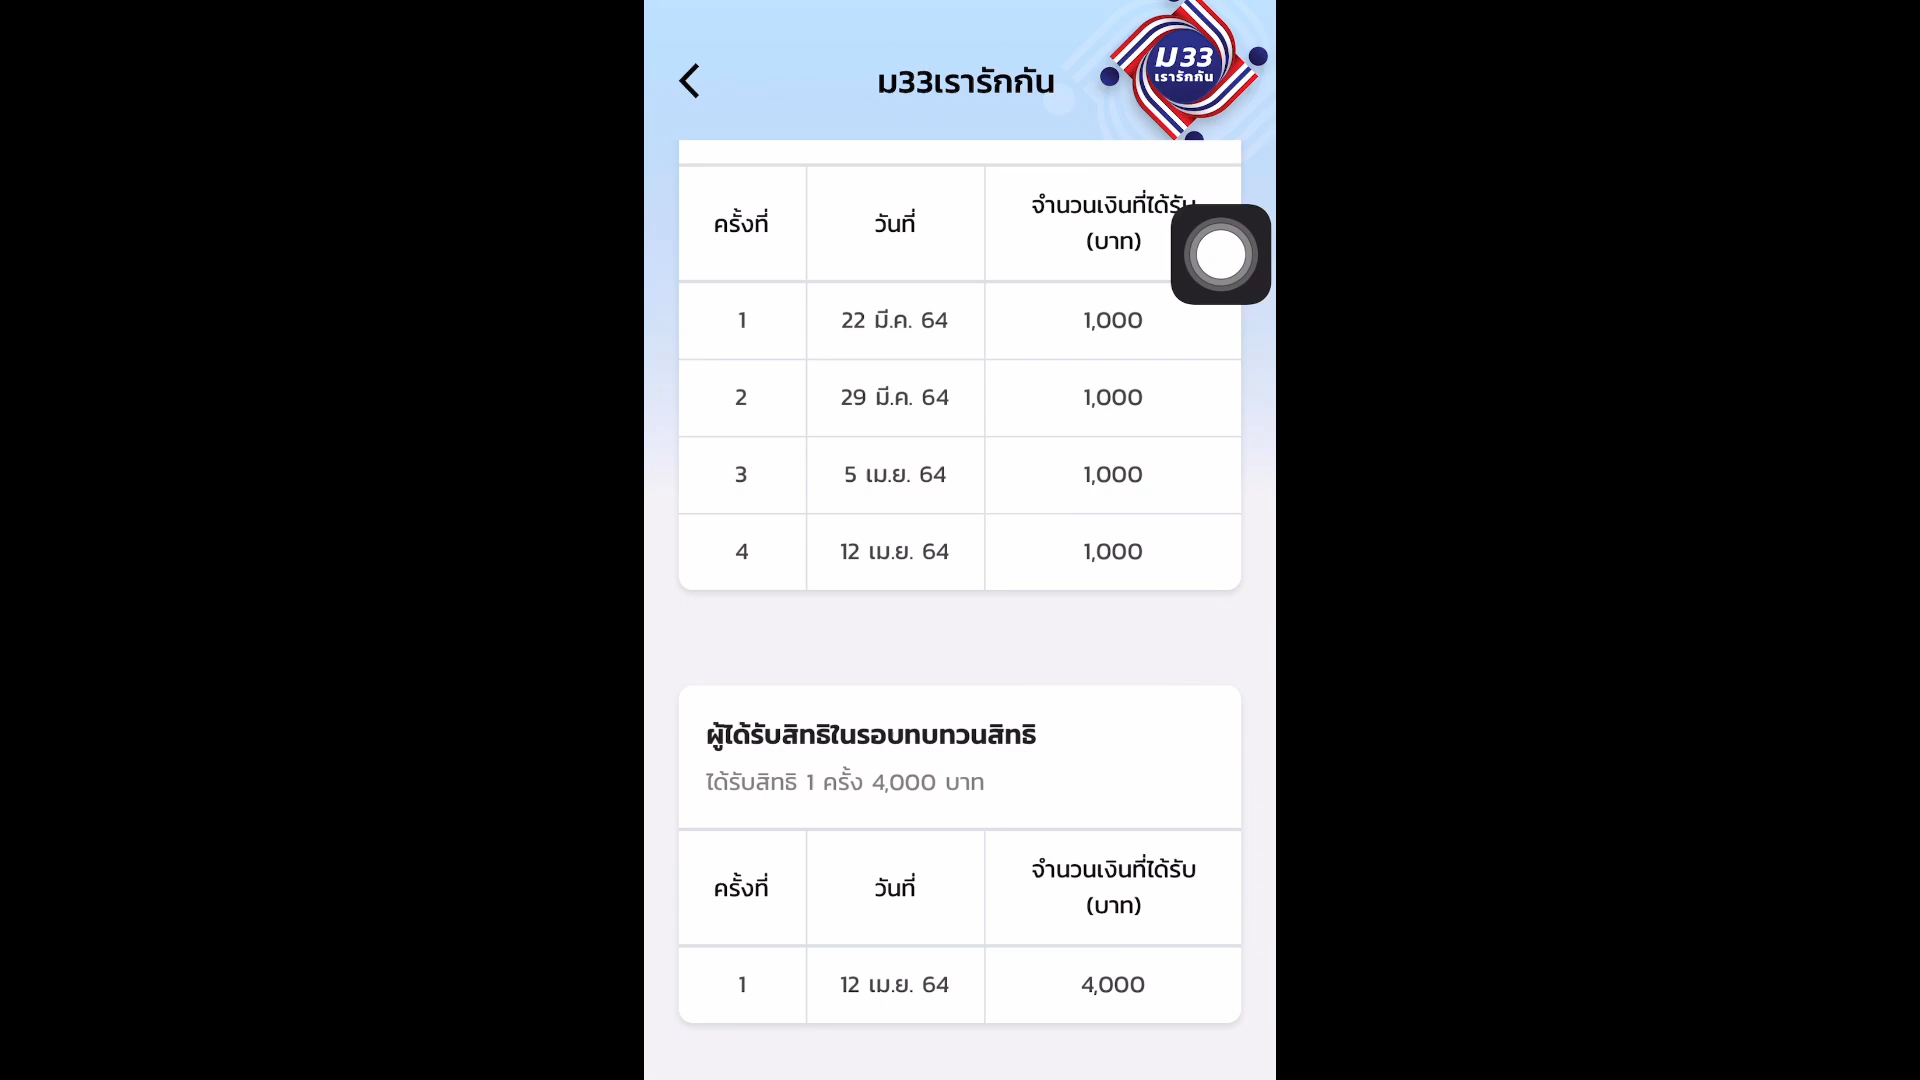 ม33เรารักกัน
ม33
เรารักกัน
ครั้งที่ วันที่ จำนวนเงินที่ได้รับ
(บาท)
1 22 มี.ค. 64 1,000
2 29 มี.ค. 64 1,000
3 5 เม.ย. 64 1,000
4 12 เม.ย. 64 1,000
ผู้ได้รับสิทธิในรอบทบทวนสิทธิ
ได้รับสิทธิ 1 ครั้ง 4,000 บาท
ครั้งที่ วันที่ จำนวนเงินที่ได้รับ
(บาท)
1 12 เม.ย. 64 4,000